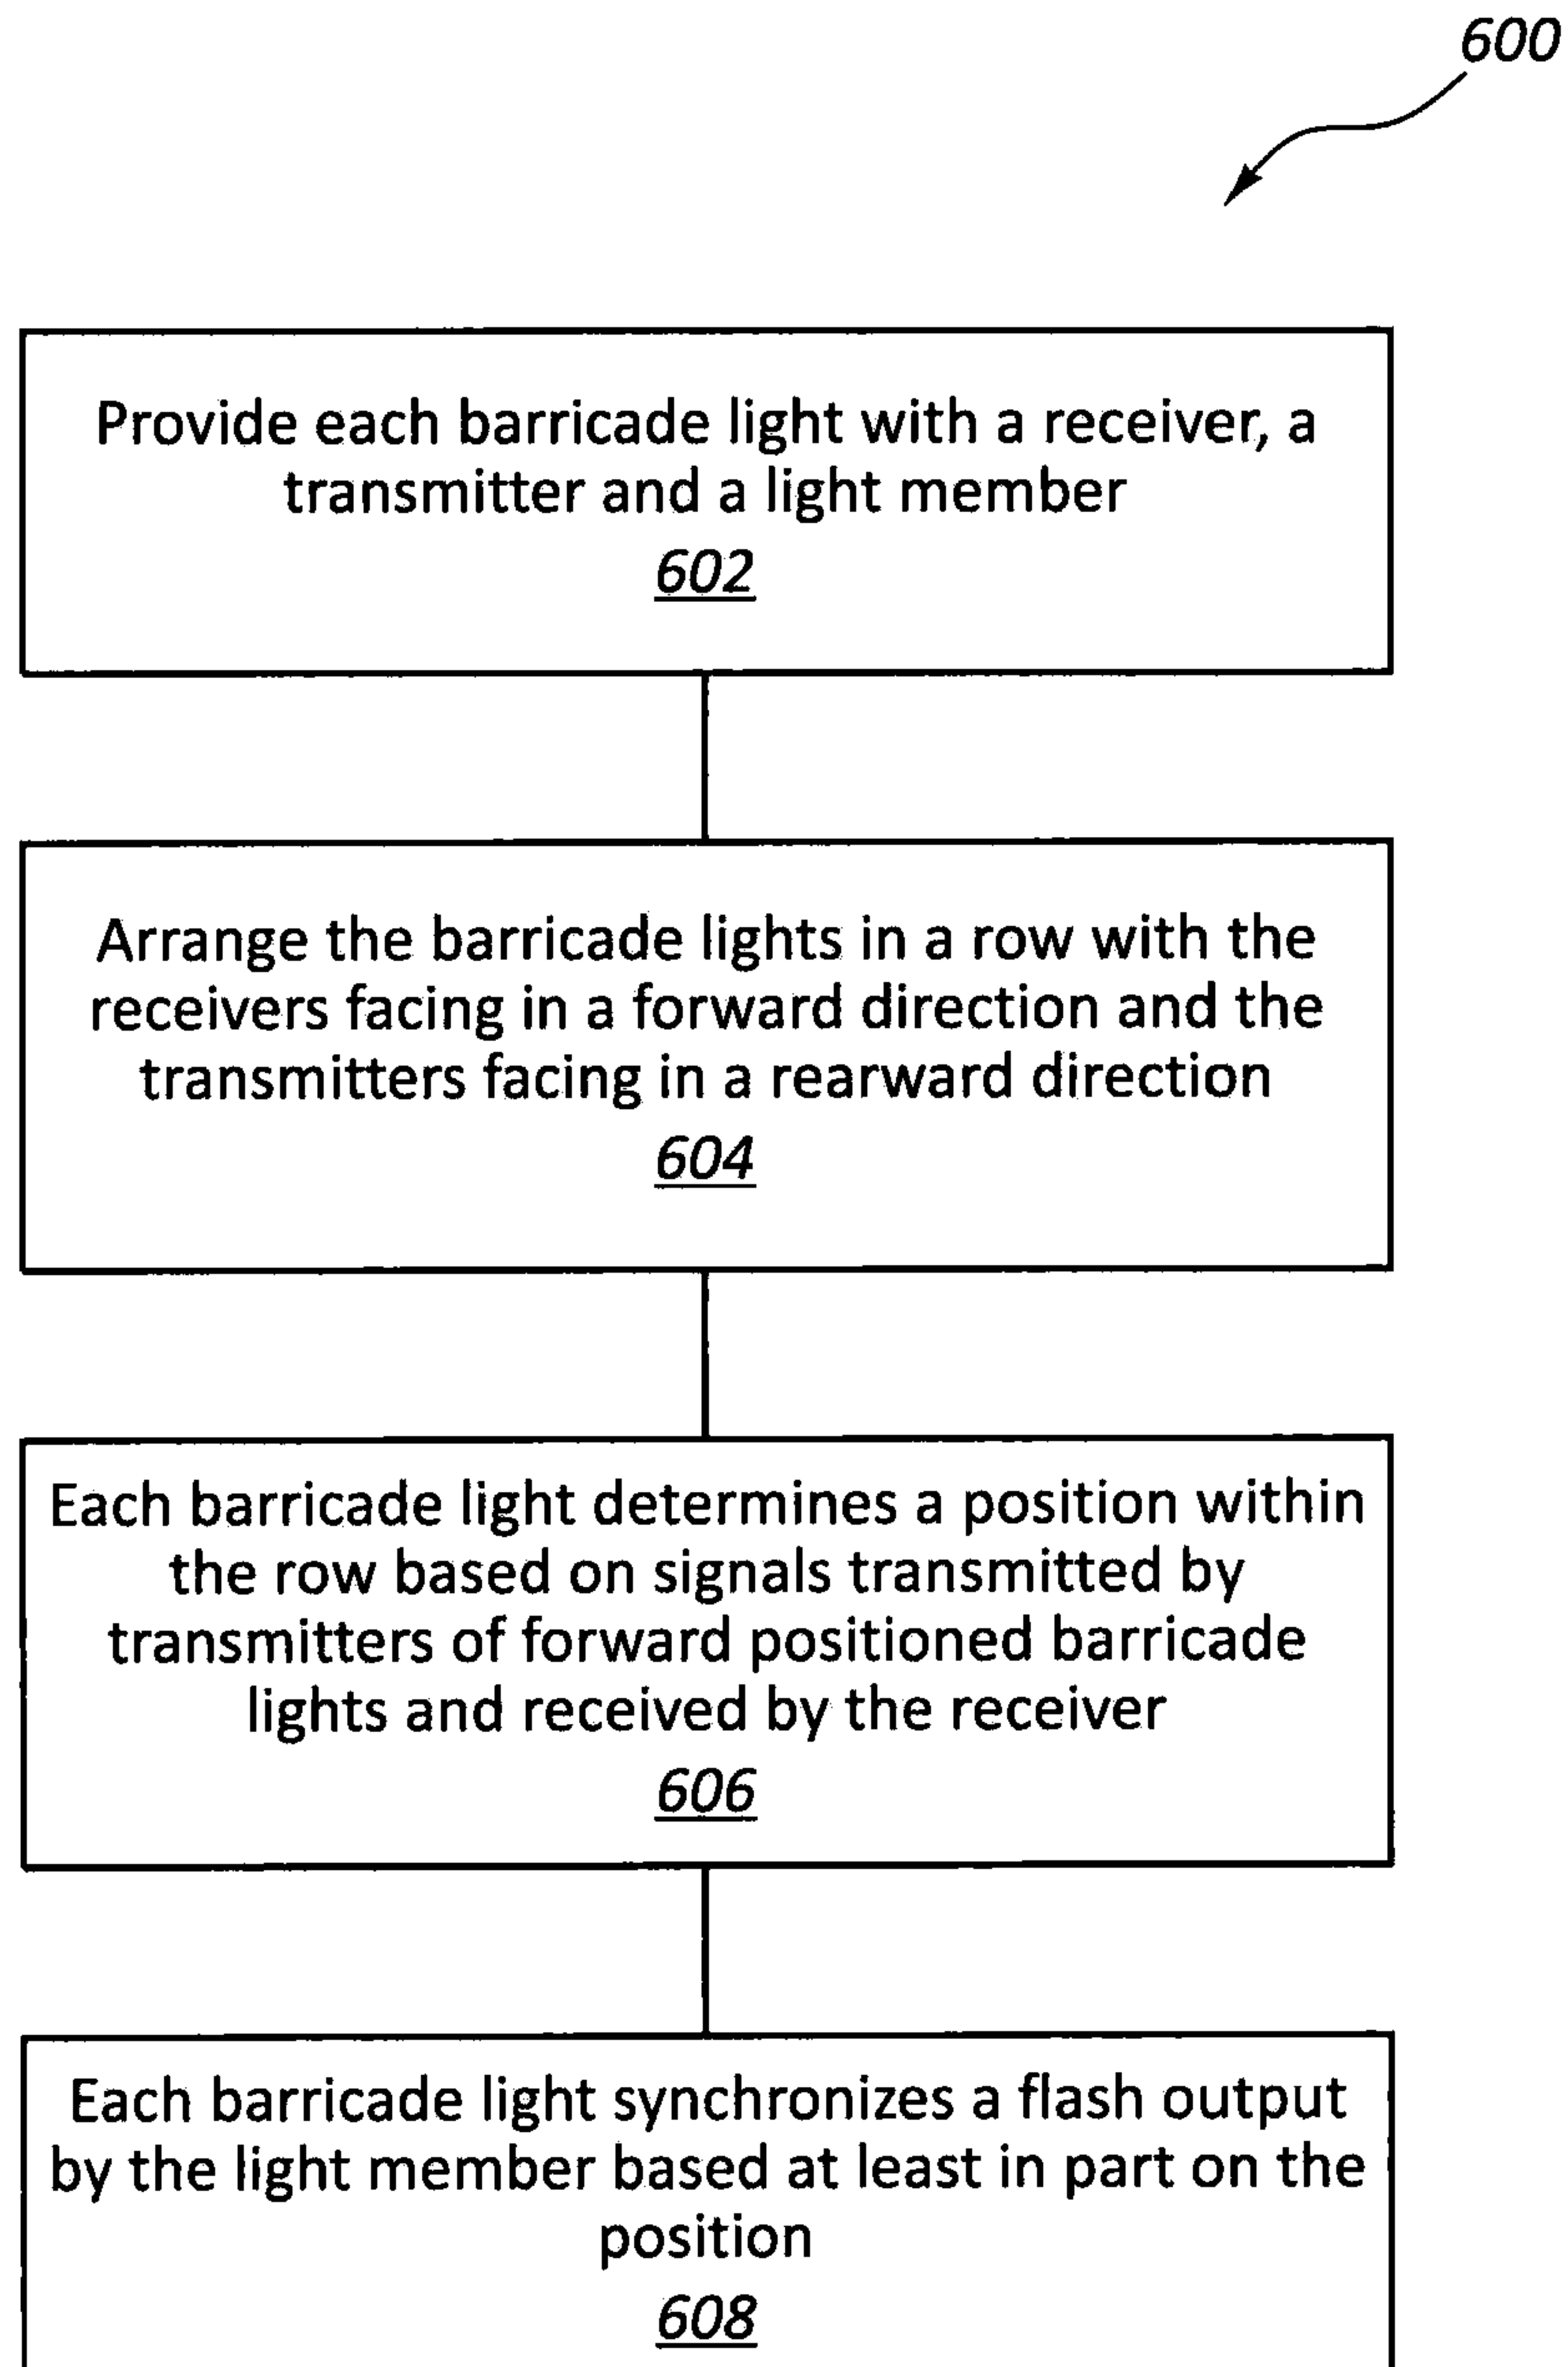 600
Provide each barricade light with a receiver, a
transmitter and a light member
602
Arrange the barricade lights in a row with the
receivers facing in a forward direction and the
transmitters facing in a rearward direction
604
Each barricade light determines a position within
the row based on signals transmitted by
transmitters of forward positioned barricade
lights and received by the receiver
606
Each barricade light synchronizes a flash output
by the light member based at least in part on the
position
608